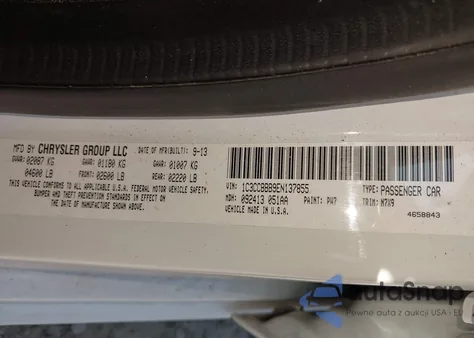 MFD BY CHRYSLER GROUP LLC DATE OF MFR(BUILT): 9-13
GVWR: 02087 KG GAWR: 01180 KG GAWR: 01007 KG
04600 LB FRONT: 02600 LB REAR: 02220 LB
THIS VEHICLE CONFORMS TO ALL APPLICABLE U.S.A. FEDERAL MOTOR VEHICLE SAFETY,
BUMPER AND THEFT PREVENTION STANDARDS IN EFFECT ON
THE DATE OF MANUFACTURE SHOWN ABOVE.
VIN: 1C3CCBBB9EN137855 TYPE: PASSENGER CAR
MDH: 092413 051AA PAINT: PW7 TRIM: M7X9
VEHICLE MADE IN U.S.A. 4658843
AutoSnap
Pewne auta z aukcji USA - EU